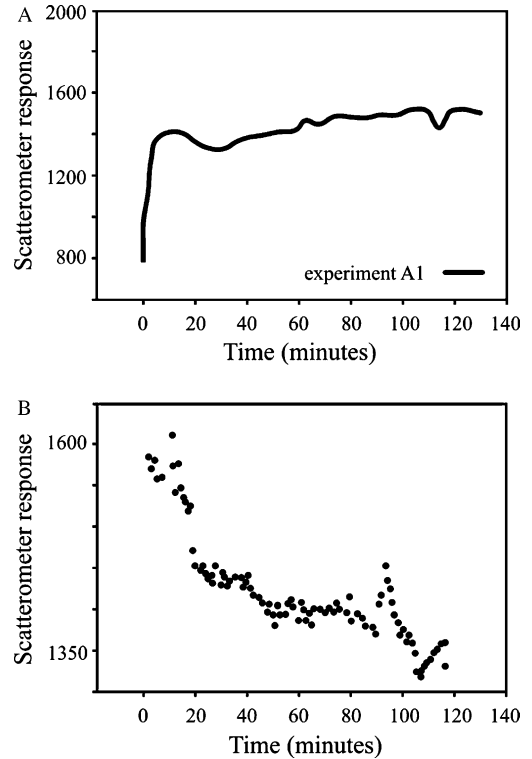 A
Scatterometer response
2000
1600
1200
800
experiment A1
0 20 40 60 80 100 120 140
Time (minutes)
B
Scatterometer response
1600
1350
0 20 40 60 80 100 120 140
Time (minutes)